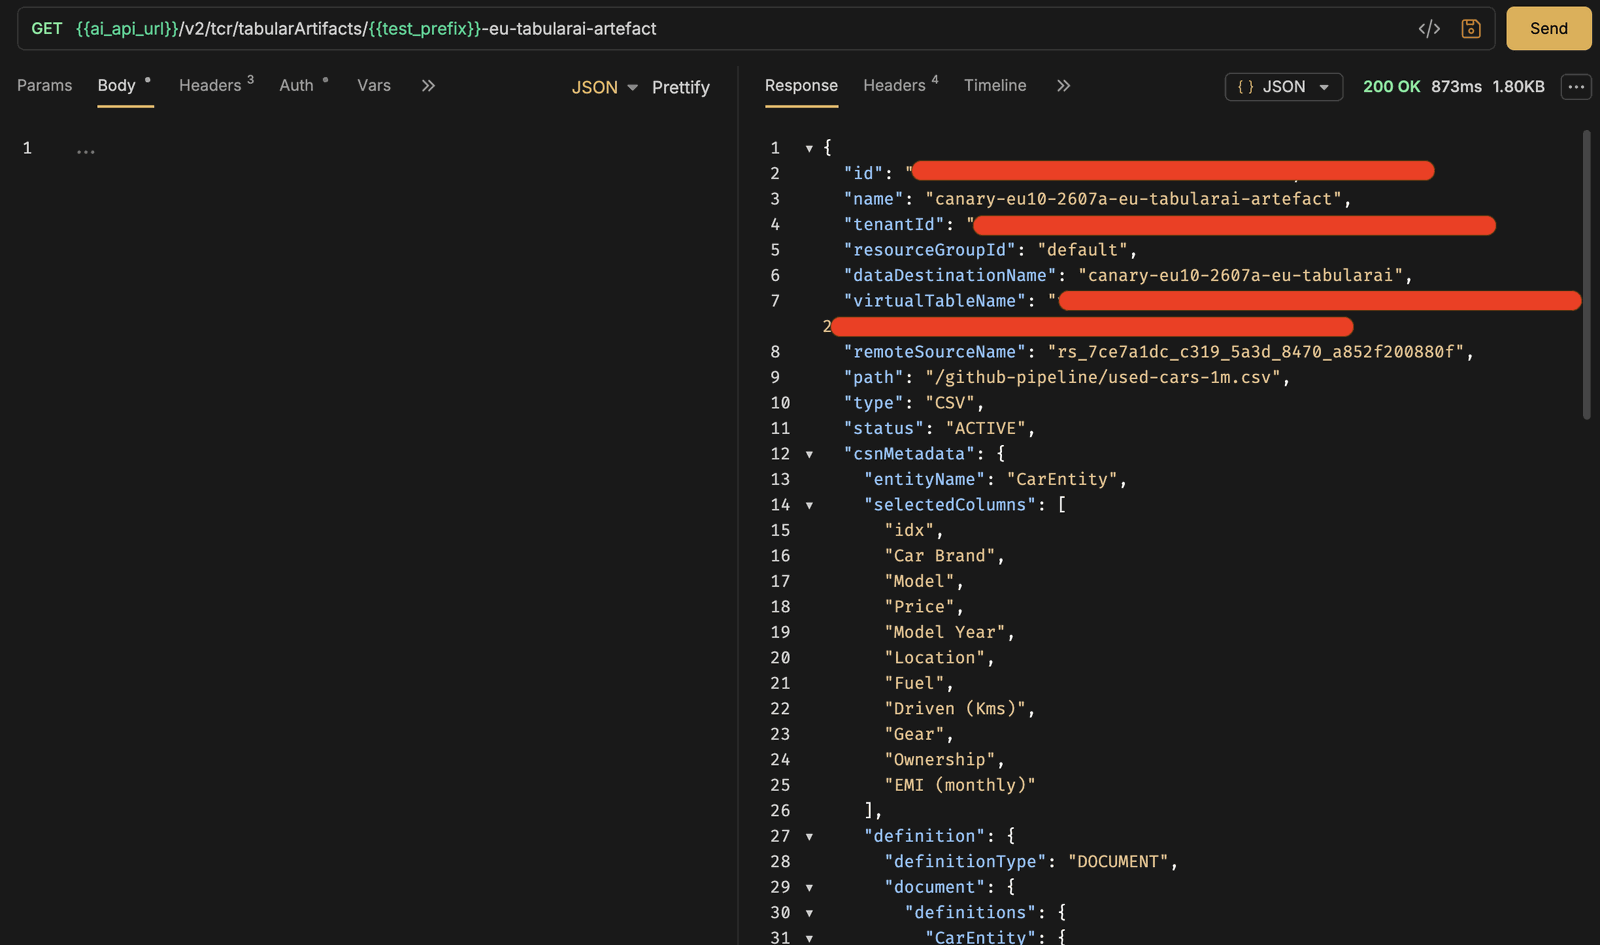 GET {{ai_api_url}}/v2/tcr/tabularArtifacts/{{test_prefix}}-eu-tabularai-artefact </> Send
Params Body Headers 3 Auth Vars >> JSON Prettify
Response Headers 4 Timeline >> { } JSON 200 OK 873ms 1.80KB ...
1 ...
1 {
2 "id": "
3 "name": "canary-eu10-2607a-eu-tabularai-artefact",
4 "tenantId": "
5 "resourceGroupId": "default",
6 "dataDestinationName": "canary-eu10-2607a-eu-tabularai",
7 "virtualTableName": "
2
8 "remoteSourceName": "rs_7ce7a1dc_c319_5a3d_8470_a852f200880f",
9 "path": "/github-pipeline/used-cars-1m.csv",
10 "type": "CSV",
11 "status": "ACTIVE",
12 "csnMetadata": {
13 "entityName": "CarEntity",
14 "selectedColumns": [
15 "idx",
16 "Car Brand",
17 "Model",
18 "Price",
19 "Model Year",
20 "Location",
21 "Fuel",
22 "Driven (Kms)",
23 "Gear",
24 "Ownership",
25 "EMI (monthly)"
26 ],
27 "definition": {
28 "definitionType": "DOCUMENT",
29 "document": {
30 "definitions": {
31 "CarEntity": {